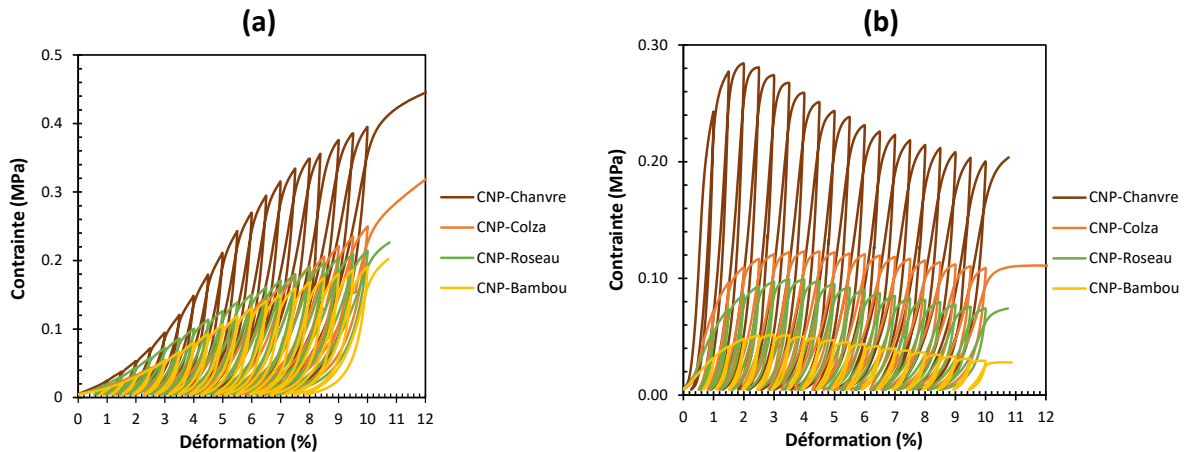 (a)
0.5
0.4
0.3
0.2
0.1
0
0 1 2 3 4 5 6 7 8 9 10 11 12
Contrainte (MPa)
Déformation (%)
CNP-Chanvre
CNP-Colza
CNP-Roseau
CNP-Bambou
(b)
0.30
0.20
0.10
0.00
0 1 2 3 4 5 6 7 8 9 10 11 12
Contrainte (MPa)
Déformation (%)
CNP-Chanvre
CNP-Colza
CNP-Roseau
CNP-Bambou